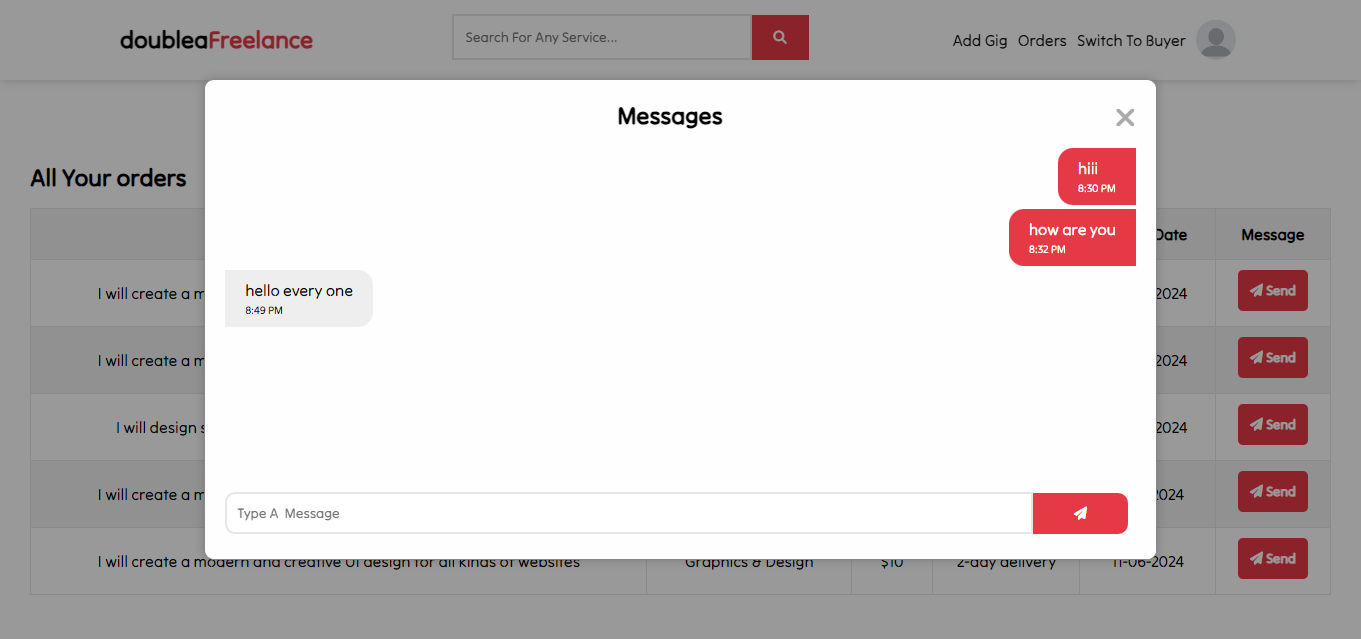 doubleaFreelance
Search For Any Service...
Add Gig Orders Switch To Buyer
Messages
hiii
8:30 PM
how are you
8:32 PM
hello every one
8:49 PM
Type A Message
All Your orders
Date Message
I will create a 2024 Send
I will create a 2024 Send
I will design 2024 Send
I will create a 2024 Send
I will create a modern and creative UI design for all kinds of websites Graphics & Design $10 2-day delivery 11-06-2024 Send